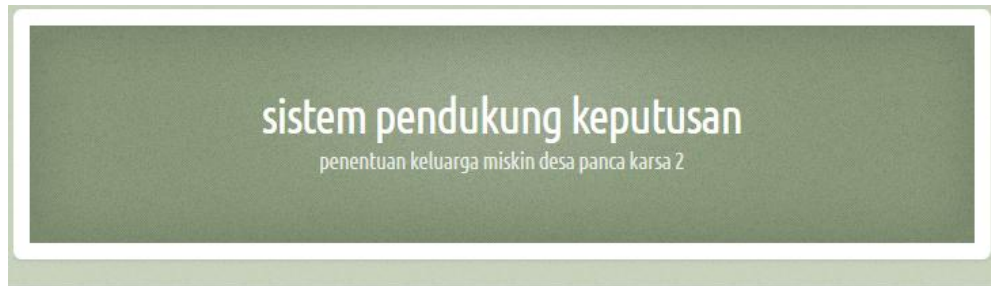 sistem pendukung keputusan
penentuan keluarga miskin desa panca karsa 2